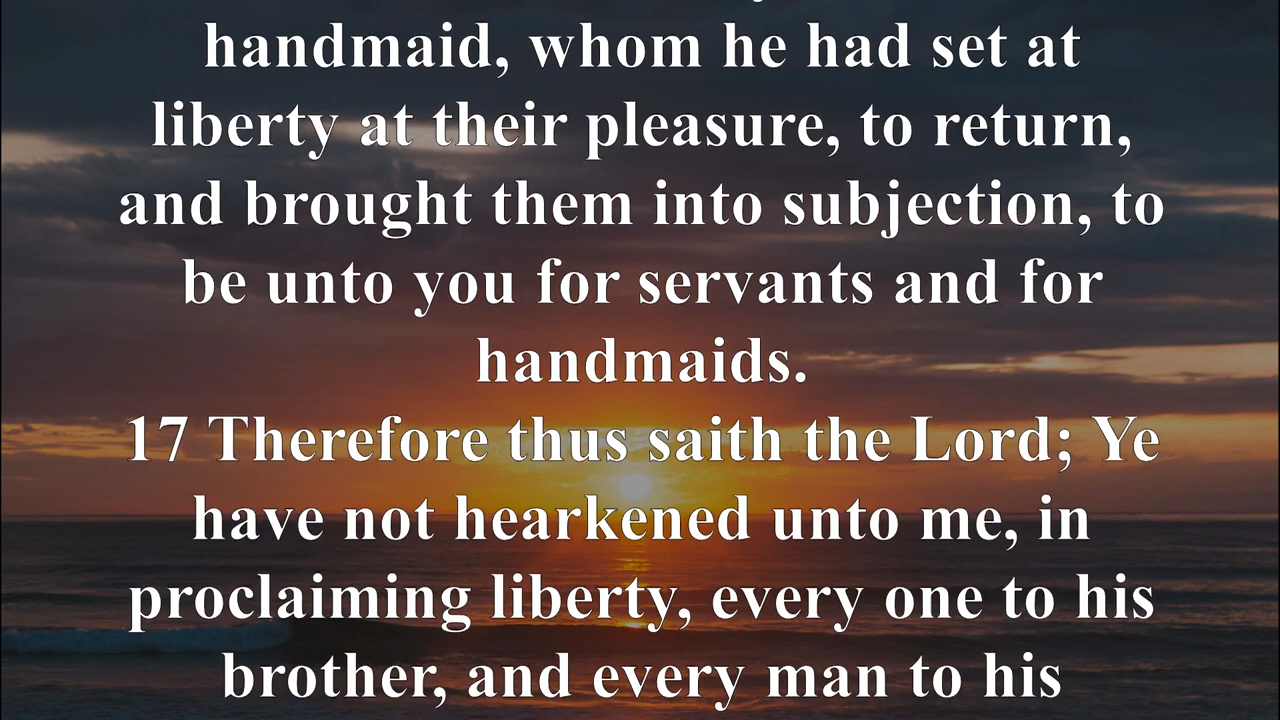 handmaid, whom he had set at
liberty at their pleasure, to return,
and brought them into subjection, to
be unto you for servants and for
handmaids.
17 Therefore thus saith the Lord; Ye
have not hearkened unto me, in
proclaiming liberty, every one to his
brother, and every man to his